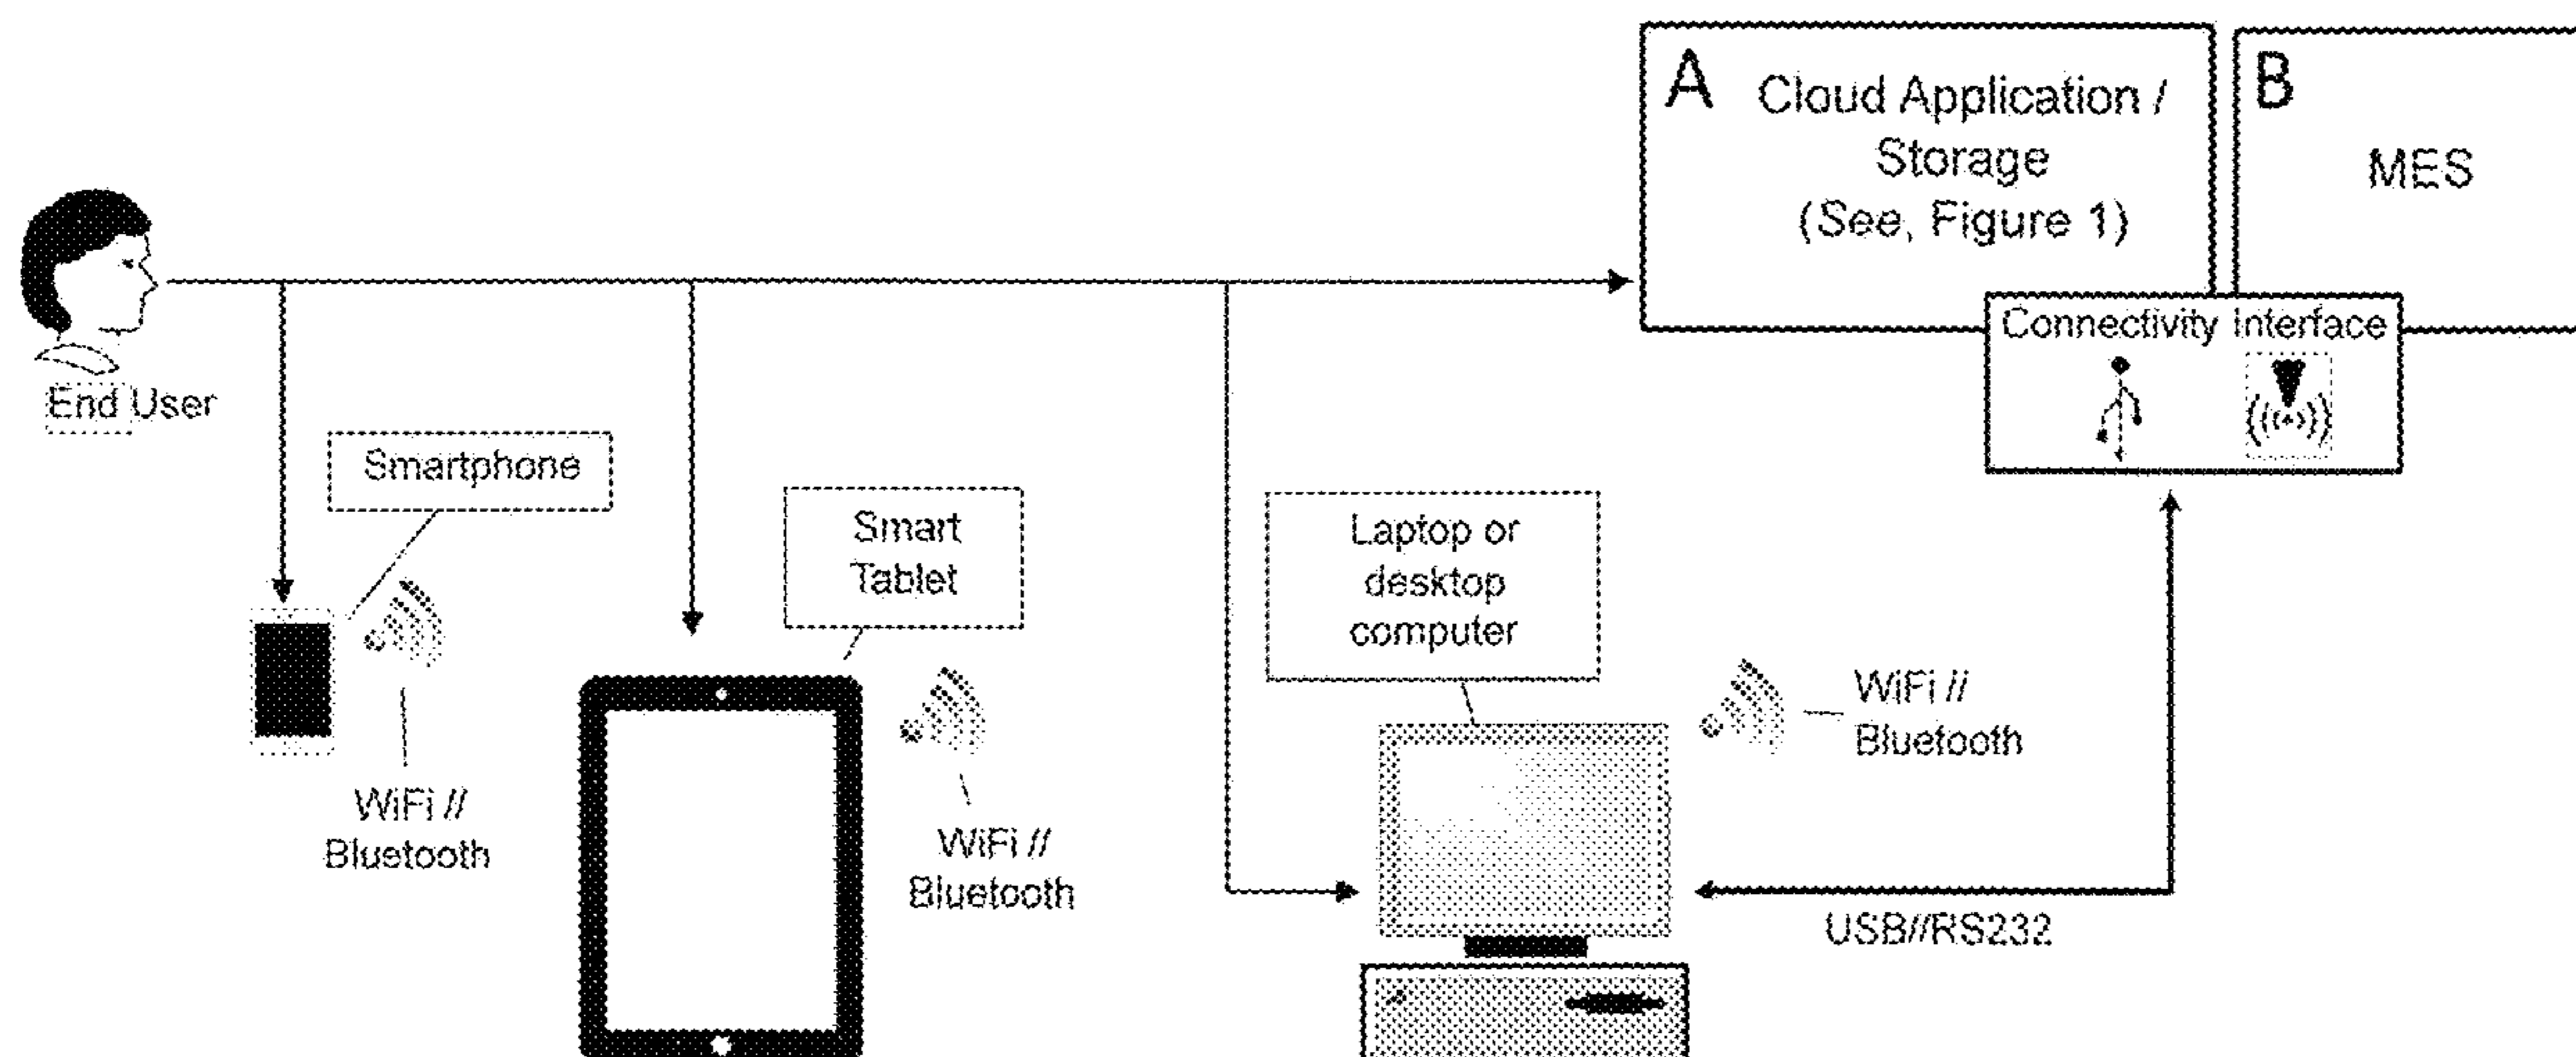 A
Cloud Application /
Storage
(See, Figure 1)
B
MES
Connectivity Interface
End User
Smartphone
Smart
Tablet
Laptop or
desktop
computer
WiFi //
Bluetooth
WiFi //
Bluetooth
WiFi //
Bluetooth
USB//RS232